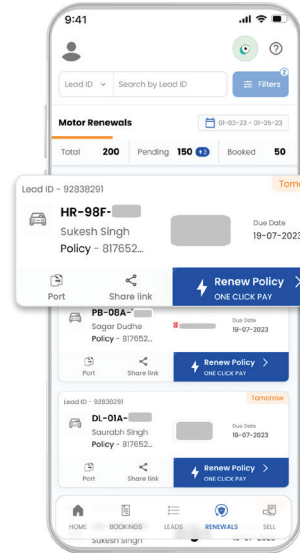 9:41
Lead ID Search by Lead ID Filters
Motor Renewals 01-03-23 - 01-05-23
Total 200 Pending 150 +3 Booked 50
Lead ID - 92838291
HR-98F-
Sukesh Singh
Policy - 817652...
Due Date
19-07-2023
Port Share link Renew Policy
ONE CLICK PAY
PB-08A-
Sagar Dudhe
Policy - 817652...
Due Date
19-07-2023
Port Share link Renew Policy
ONE CLICK PAY
Lead ID - 92838291 Tomorrow
DL-01A-
Saurabh Singh
Policy - 817652...
Due Date
19-07-2023
Port Share link Renew Policy
ONE CLICK PAY
HOME BOOKINGS LEADS RENEWALS SELL
Sukesh Singh